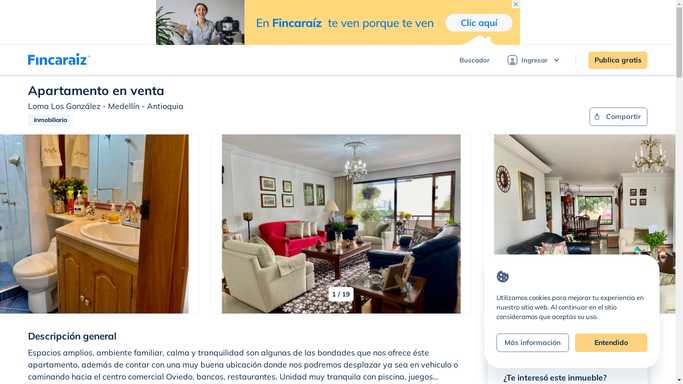 En Fincaraíz te ven porque te ven
Clic aquí
Fincaraíz
Buscador
Ingresar
Publica gratis
Apartamento en venta
Loma Los González - Medellín - Antioquia
Inmobiliaria
Compartir
1 / 19
Utilizamos cookies para mejorar tu experiencia en
nuestro sitio web. Al continuar en el sitio
consideramos que aceptas su uso.
Más información
Entendido
Descripción general
Espacios amplios, ambiente familiar, calma y tranquilidad son algunas de las bondades que nos ofrece éste
apartamento, además de contar con una muy buena ubicación donde nos podremos desplazar ya sea en vehículo o
caminando hacia el centro comercial Oviedo, bancos, restaurantes. Unidad muy tranquila con piscina, juegos...
¿Te interesó este inmueble?